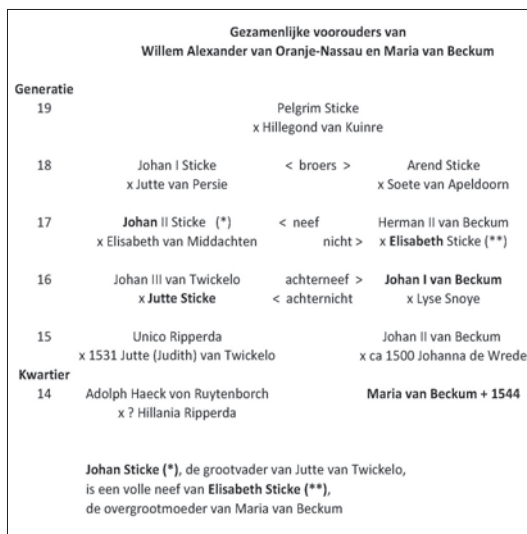 Gezamenlijke voorouders van
Willem Alexander van Oranje-Nassau en Maria van Beckum
Generatie
19 Pelgrim Sticke
x Hillegond van Kuinre
18 Johan I Sticke < broers > Arend Sticke
x Jutte van Persie x Soete van Apeldoorn
17 Johan II Sticke (*) < neef Herman II van Beckum
x Elisabeth van Middachten nicht > x Elisabeth Sticke (**)
16 Johan III van Twickelo achterneef > Johan I van Beckum
x Jutte Sticke < achternicht x Lyse Snoye
15 Unico Ripperda Johan II van Beckum
x 1531 Jutte (Judith) van Twickelo x ca 1500 Johanna de Wrede
Kwartier
14 Adolph Haeck von Ruytenborch Maria van Beckum + 1544
x ? Hillania Ripperda
Johan Sticke (*), de grootvader van Jutte van Twickelo,
is een volle neef van Elisabeth Sticke (**),
de overgrootmoeder van Maria van Beckum